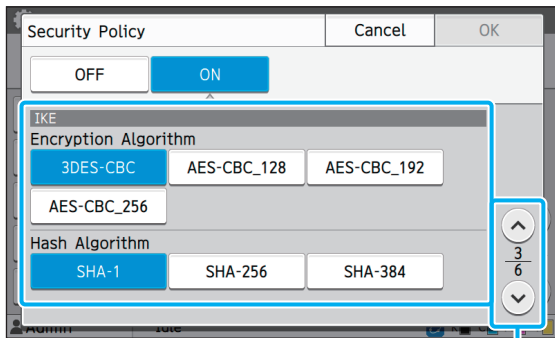 Security Policy Cancel OK
OFF ON
IKE
Encryption Algorithm
3DES-CBC AES-CBC_128 AES-CBC_192
AES-CBC_256
Hash Algorithm
SHA-1 SHA-256 SHA-384
3
6
Admin Idle